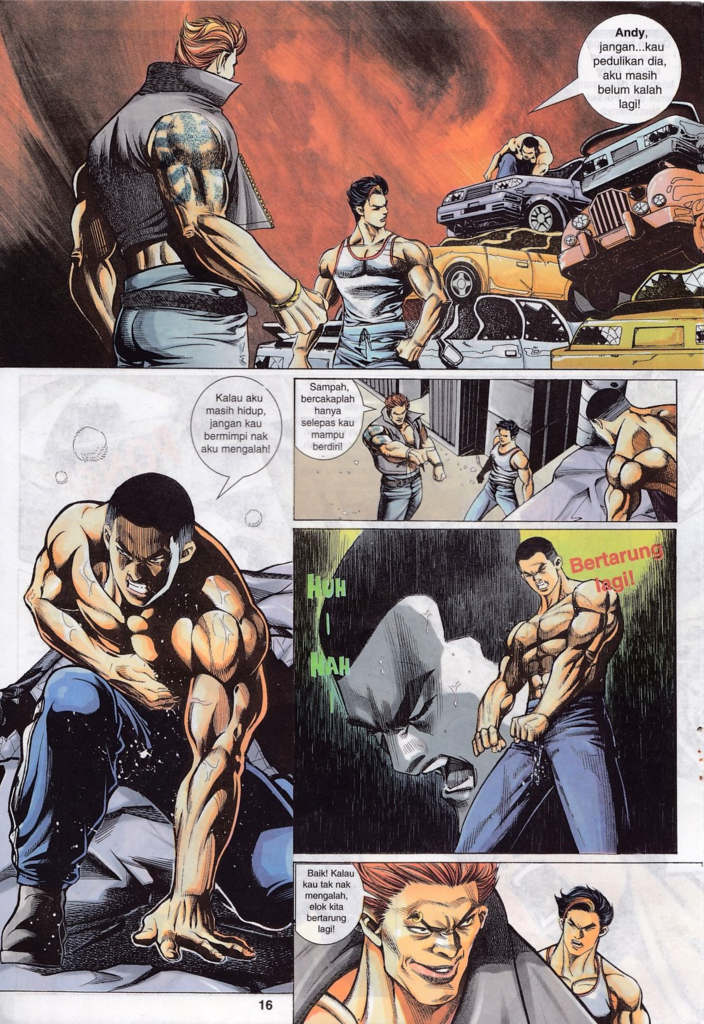 Andy,
jangan...kau
pedulikan dia,
aku masih
belum kalah
lagi!
Kalau aku
masih hidup,
jangan kau
bermimpi nak
aku mengalah!
Sampah,
bercakaplah
hanya
selepas kau
mampu
berdiri!
HUH
NAH
Bertarung
lagi!
Baik! Kalau
kau tak nak
mengalah,
elok kita
bertarung
lagi!
16